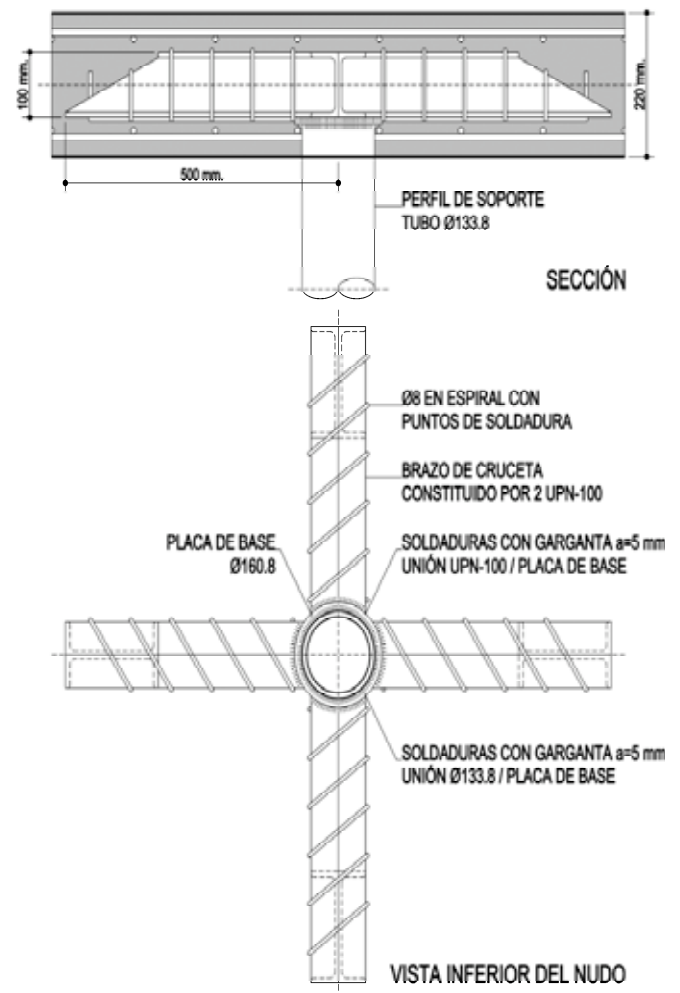 100 mm.
220 mm.
500 mm.
PERFIL DE SOPORTE
TUBO Ø133.8
SECCIÓN
Ø8 EN ESPIRAL CON
PUNTOS DE SOLDADURA
BRAZO DE CRUCETA
CONSTITUIDO POR 2 UPN-100
PLACA DE BASE
Ø160.8
SOLDADURAS CON GARGANTA a=5 mm
UNIÓN UPN-100 / PLACA DE BASE
SOLDADURAS CON GARGANTA a=5 mm
UNIÓN Ø133.8 / PLACA DE BASE
VISTA INFERIOR DEL NUDO